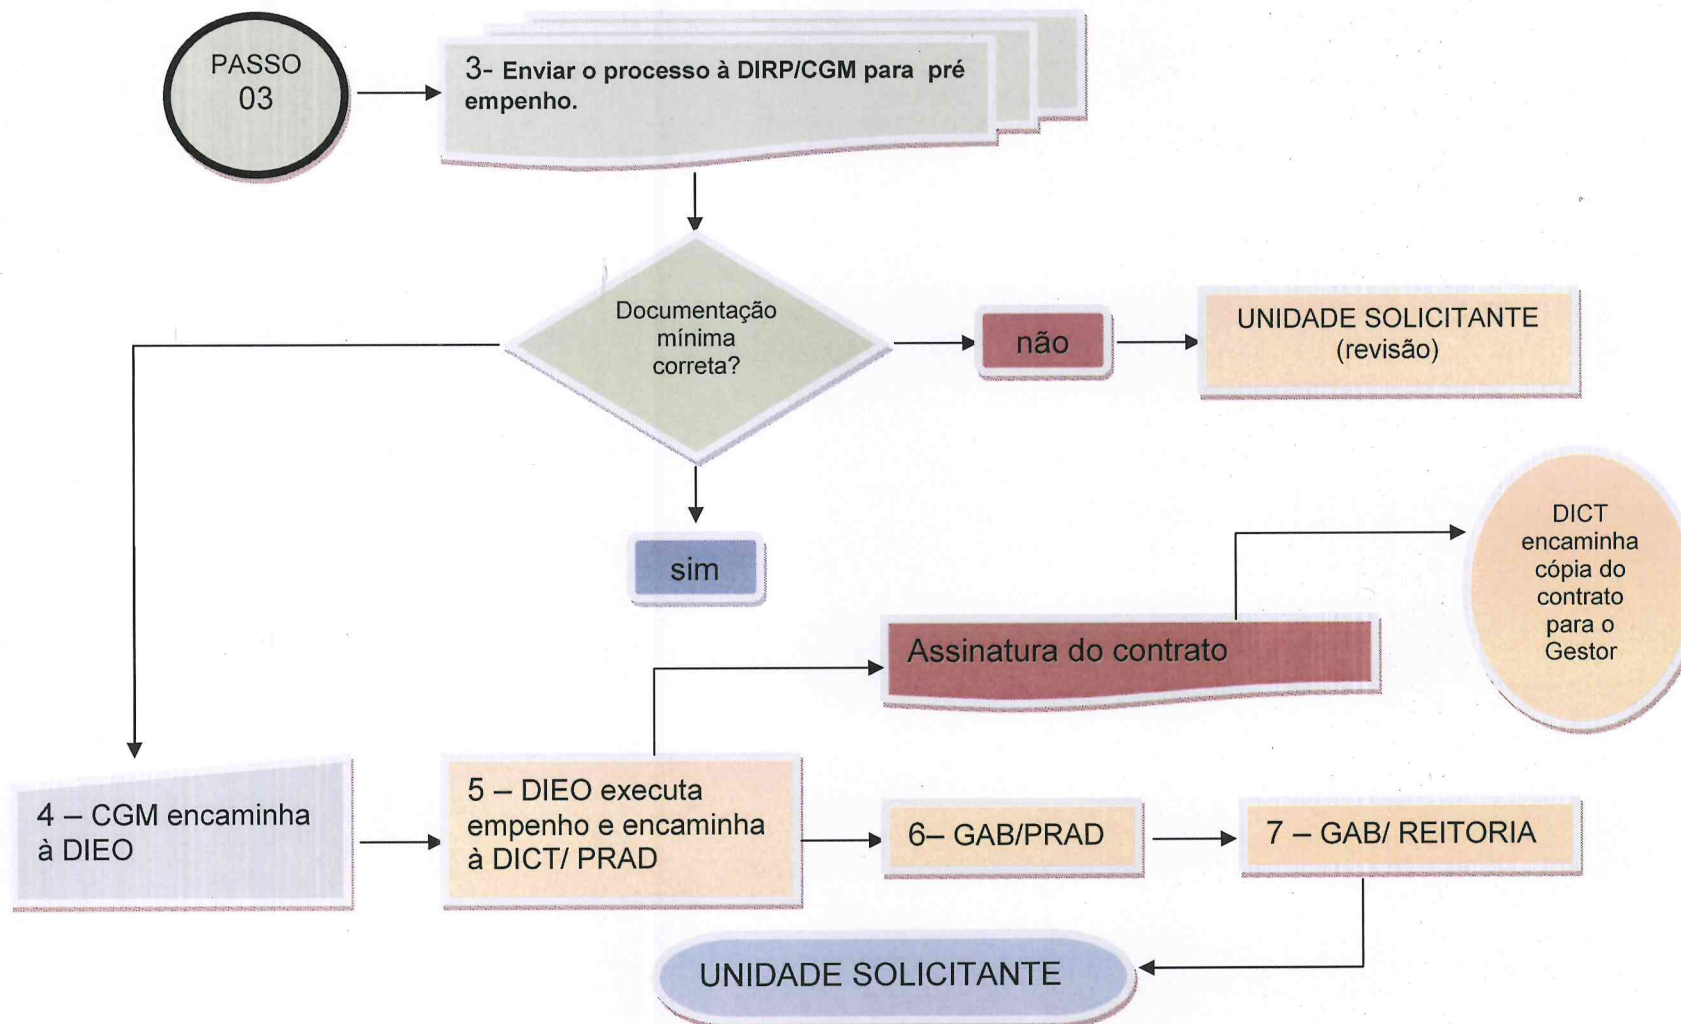 PASSO
03
3- Enviar o processo à DIRP/CGM para pré
empenho.
Documentação
mínima
correta?
não
UNIDADE SOLICITANTE
(revisão)
sim
DICT
encaminha
cópia do
contrato
para o
Gestor
Assinatura do contrato
4 – CGM encaminha
à DIEO
5 – DIEO executa
empenho e encaminha
à DICT/ PRAD
6– GAB/PRAD
7 – GAB/ REITORIA
UNIDADE SOLICITANTE